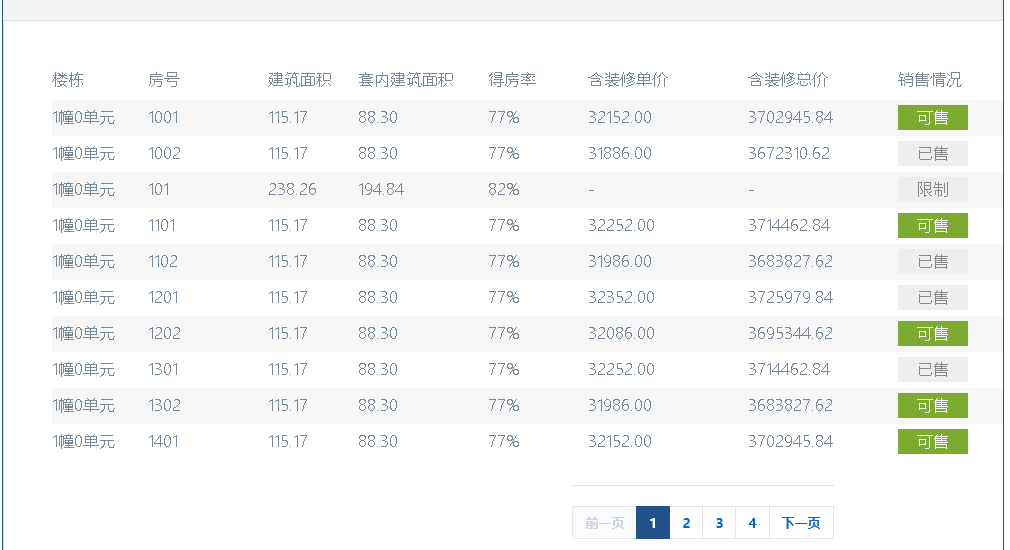 楼栋 房号 建筑面积 套内建筑面积 得房率 含装修单价 含装修总价 销售情况
1幢0单元 1001 115.17 88.30 77% 32152.00 3702945.84 可售
1幢0单元 1002 115.17 88.30 77% 31886.00 3672310.62 已售
1幢0单元 101 238.26 194.84 82% - - 限制
1幢0单元 1101 115.17 88.30 77% 32252.00 3714462.84 可售
1幢0单元 1102 115.17 88.30 77% 31986.00 3683827.62 已售
1幢0单元 1201 115.17 88.30 77% 32352.00 3725979.84 已售
1幢0单元 1202 115.17 88.30 77% 32086.00 3695344.62 可售
1幢0单元 1301 115.17 88.30 77% 32252.00 3714462.84 已售
1幢0单元 1302 115.17 88.30 77% 31986.00 3683827.62 可售
1幢0单元 1401 115.17 88.30 77% 32152.00 3702945.84 可售
前一页 1 2 3 4 下一页